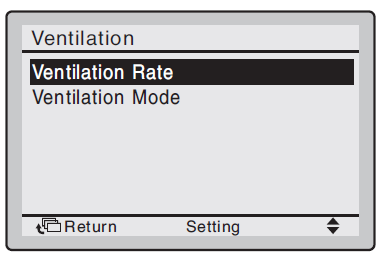 Ventilation
Ventilation Rate
Ventilation Mode
Return Setting